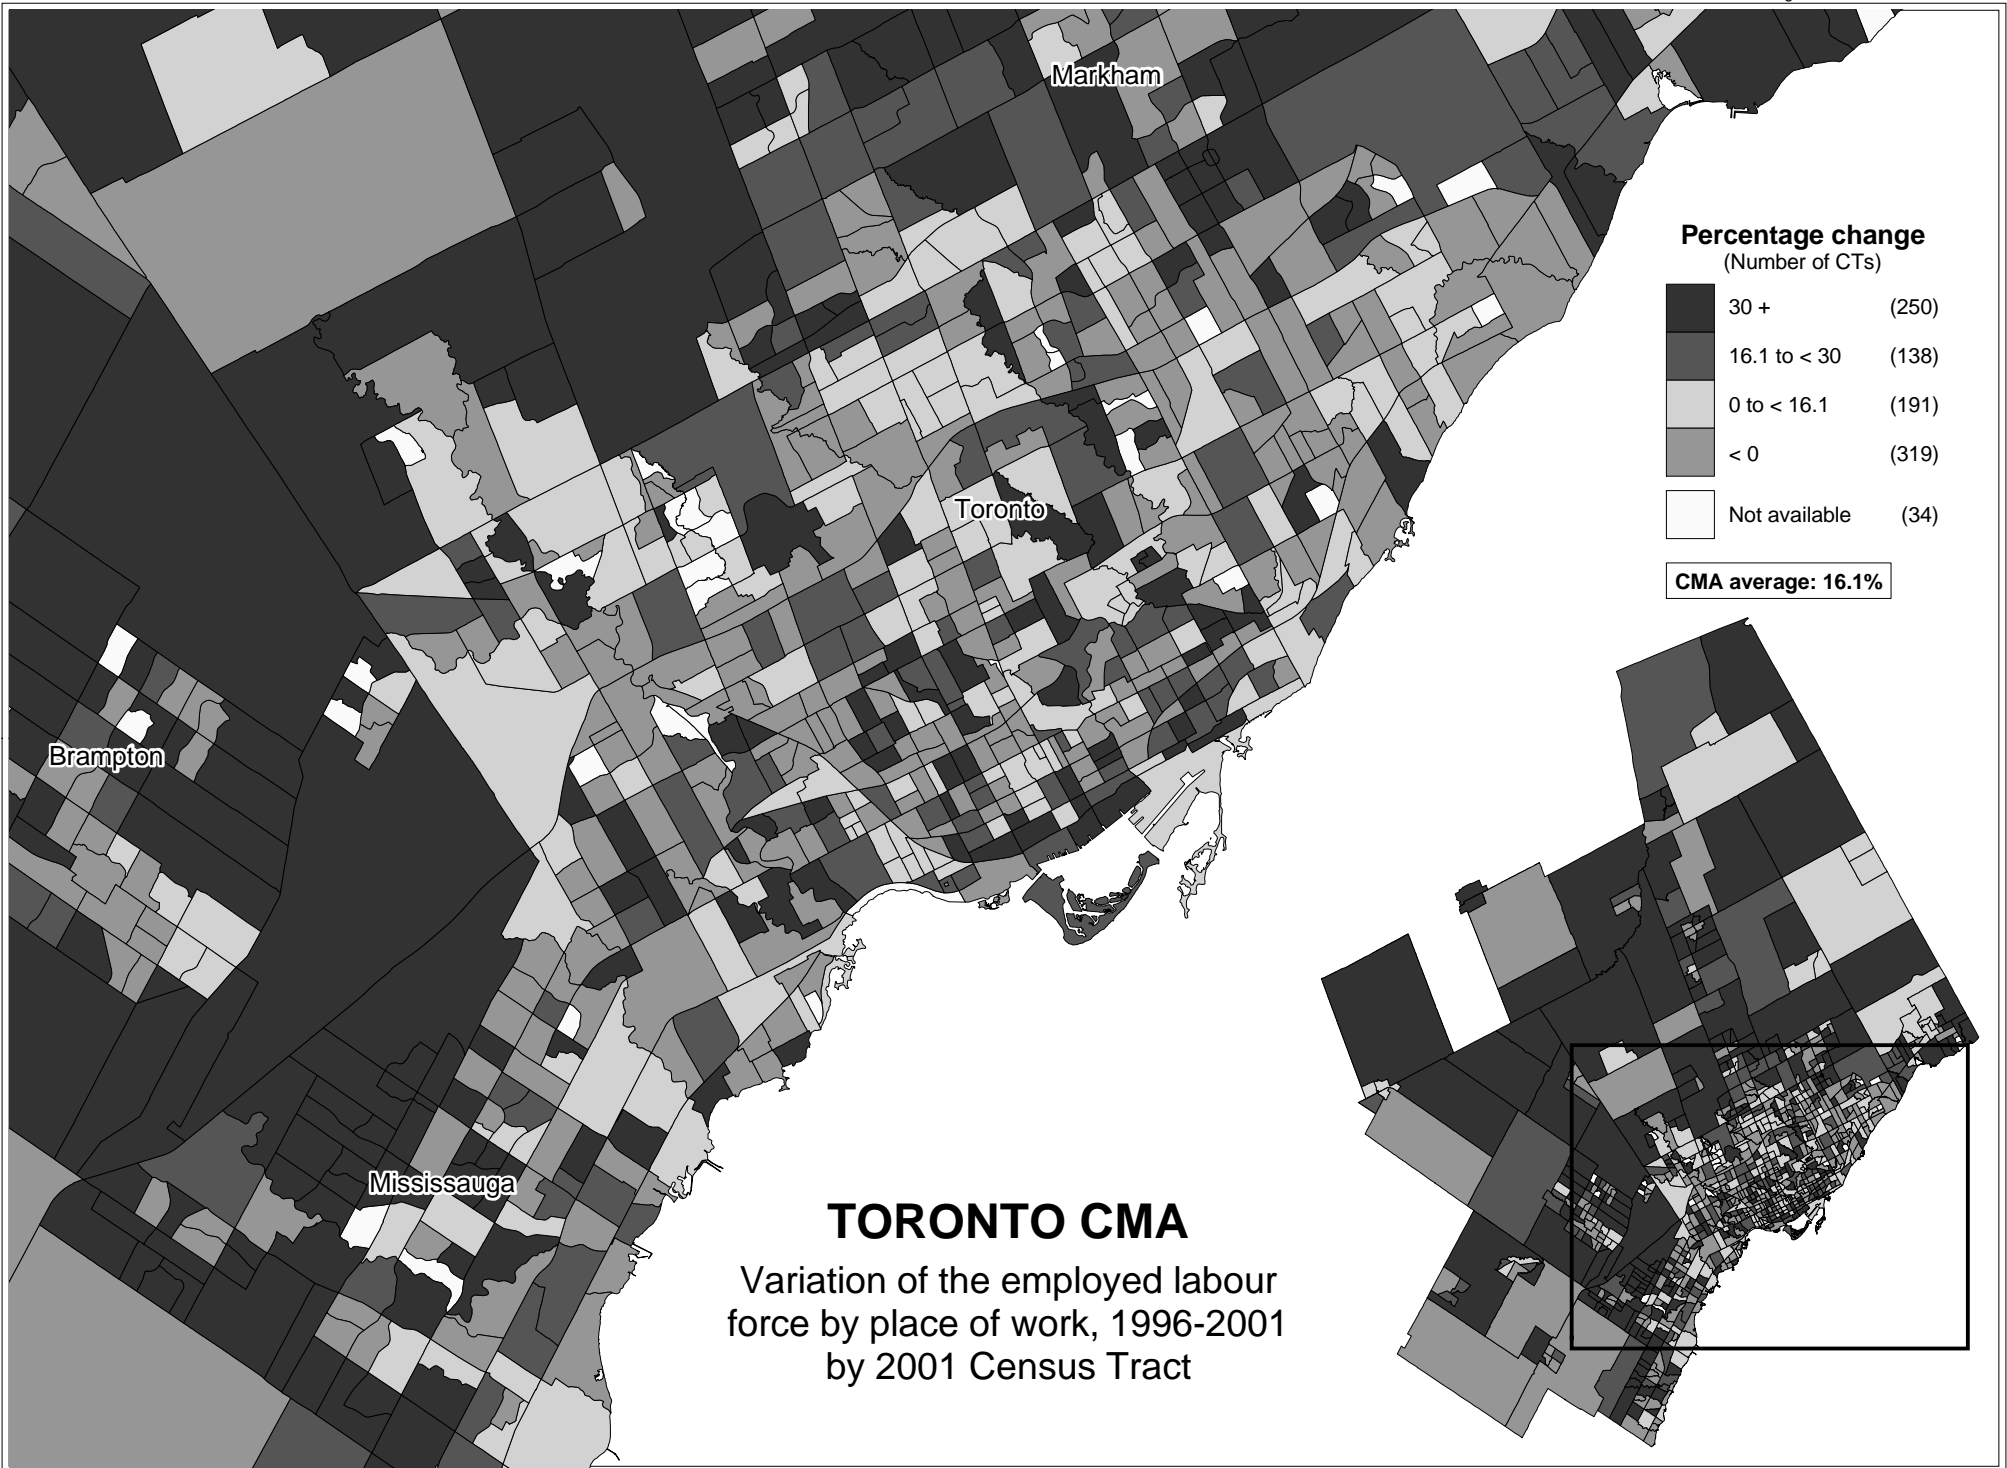 Markham
Percentage change
(Number of CTs)
30 + (250)
16.1 to < 30 (138)
0 to < 16.1 (191)
< 0 (319)
Not available (34)
CMA average: 16.1%
Toronto
Brampton
Mississauga
TORONTO CMA
Variation of the employed labour
force by place of work, 1996-2001
by 2001 Census Tract